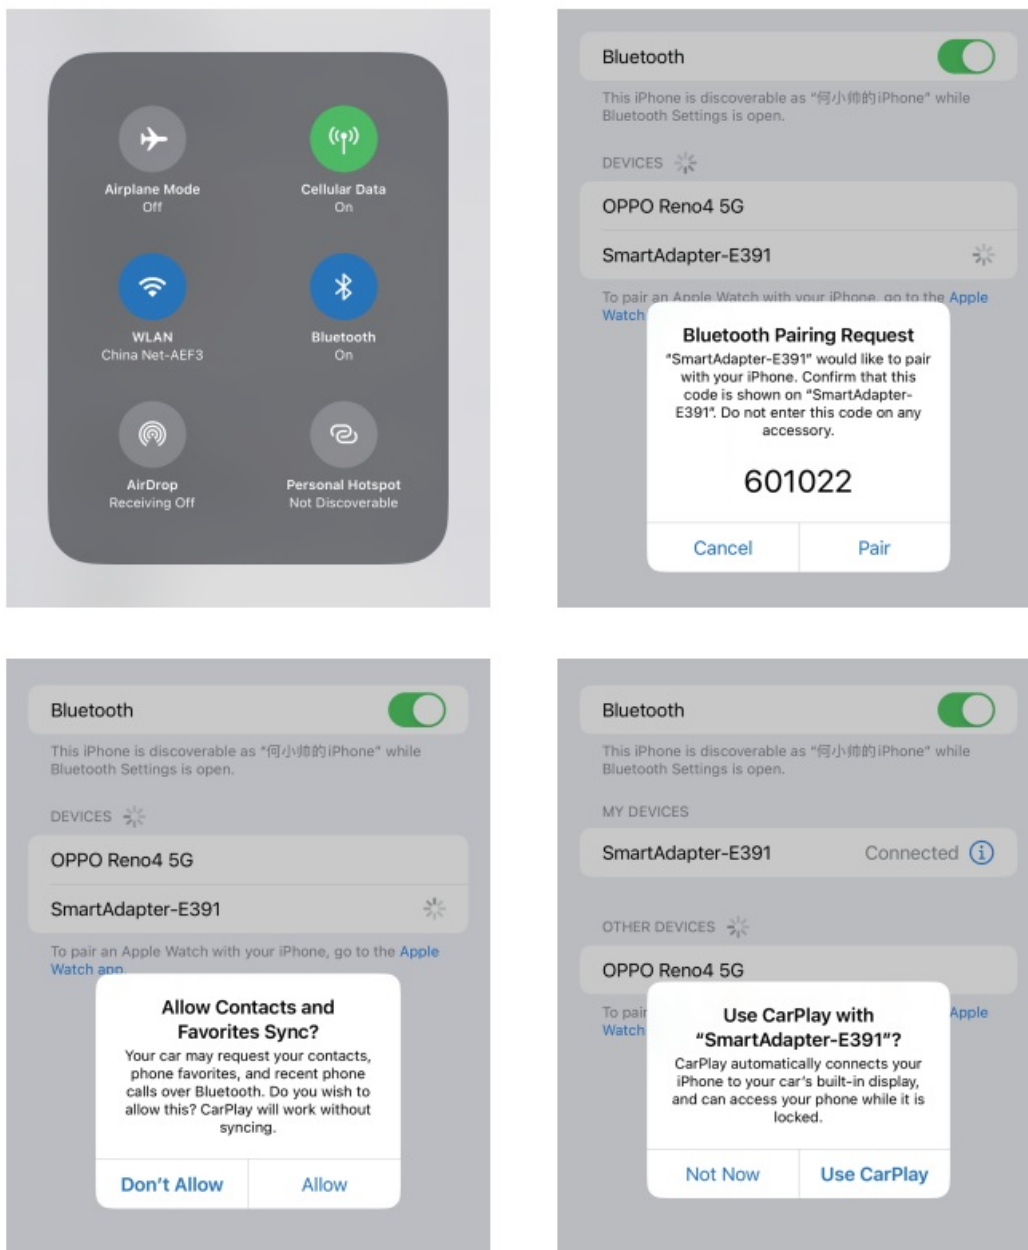 Airplane Mode
Off
Cellular Data
On
WLAN
China Net-AEF3
Bluetooth
On
AirDrop
Receiving Off
Personal Hotspot
Not Discoverable
Bluetooth
This iPhone is discoverable as “何小帅的iPhone” while
Bluetooth Settings is open.
DEVICES
OPPO Reno4 5G
SmartAdapter-E391
To pair an Apple Watch with your iPhone, go to the Apple
Watch
Bluetooth Pairing Request
“SmartAdapter-E391” would like to pair
with your iPhone. Confirm that this
code is shown on “SmartAdapter-
E391”. Do not enter this code on any
accessory.
601022
Cancel
Pair
Bluetooth
This iPhone is discoverable as “何小帅的iPhone” while
Bluetooth Settings is open.
DEVICES
OPPO Reno4 5G
SmartAdapter-E391
To pair an Apple Watch with your iPhone, go to the Apple
Watch app.
Allow Contacts and
Favorites Sync?
Your car may request your contacts,
phone favorites, and recent phone
calls over Bluetooth. Do you wish to
allow this? CarPlay will work without
syncing.
Don’t Allow
Allow
Bluetooth
This iPhone is discoverable as “何小帅的iPhone” while
Bluetooth Settings is open.
MY DEVICES
SmartAdapter-E391
Connected
OTHER DEVICES
OPPO Reno4 5G
To pair
Apple
Watch
Use CarPlay with
“SmartAdapter-E391”?
CarPlay automatically connects your
iPhone to your car’s built-in display,
and can access your phone while it is
locked.
Not Now
Use CarPlay